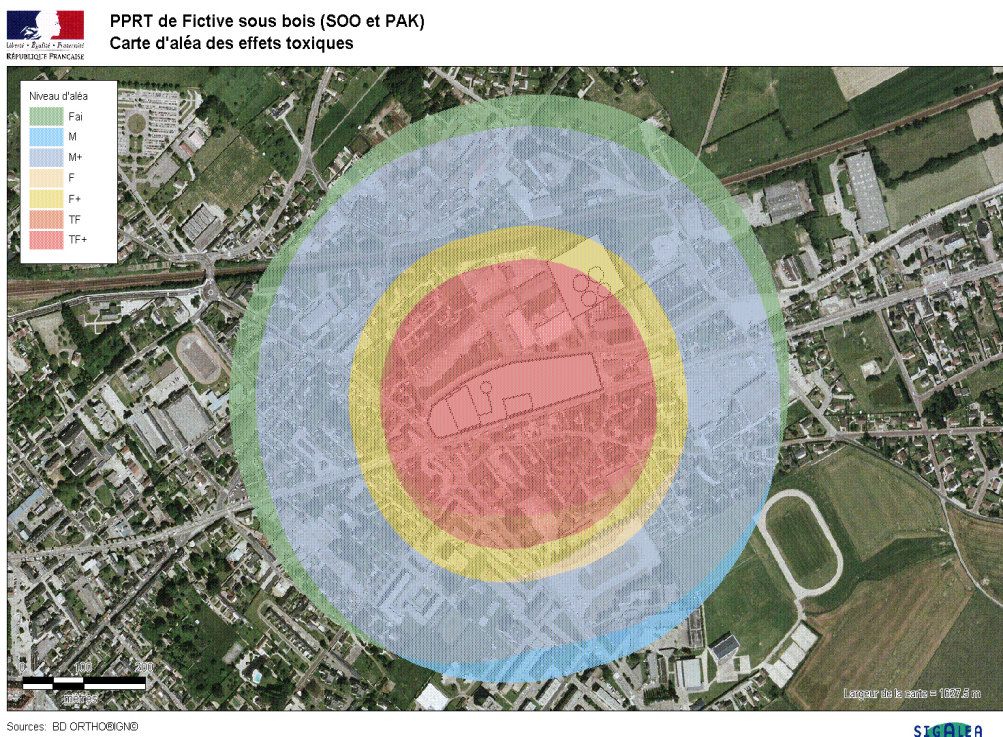 PPRT de Fictive sous bois (SOO et PAK)
Carte d'aléa des effets toxiques
Liberté • Égalité • Fraternité
RÉPUBLIQUE FRANÇAISE
Niveau d'aléa
Fai
M
M+
F
F+
TF
TF+
0 100 200
mètres
Largeur de la carte = 1627.5 m
Sources: BD ORTHO®IGN©
SIGALEA